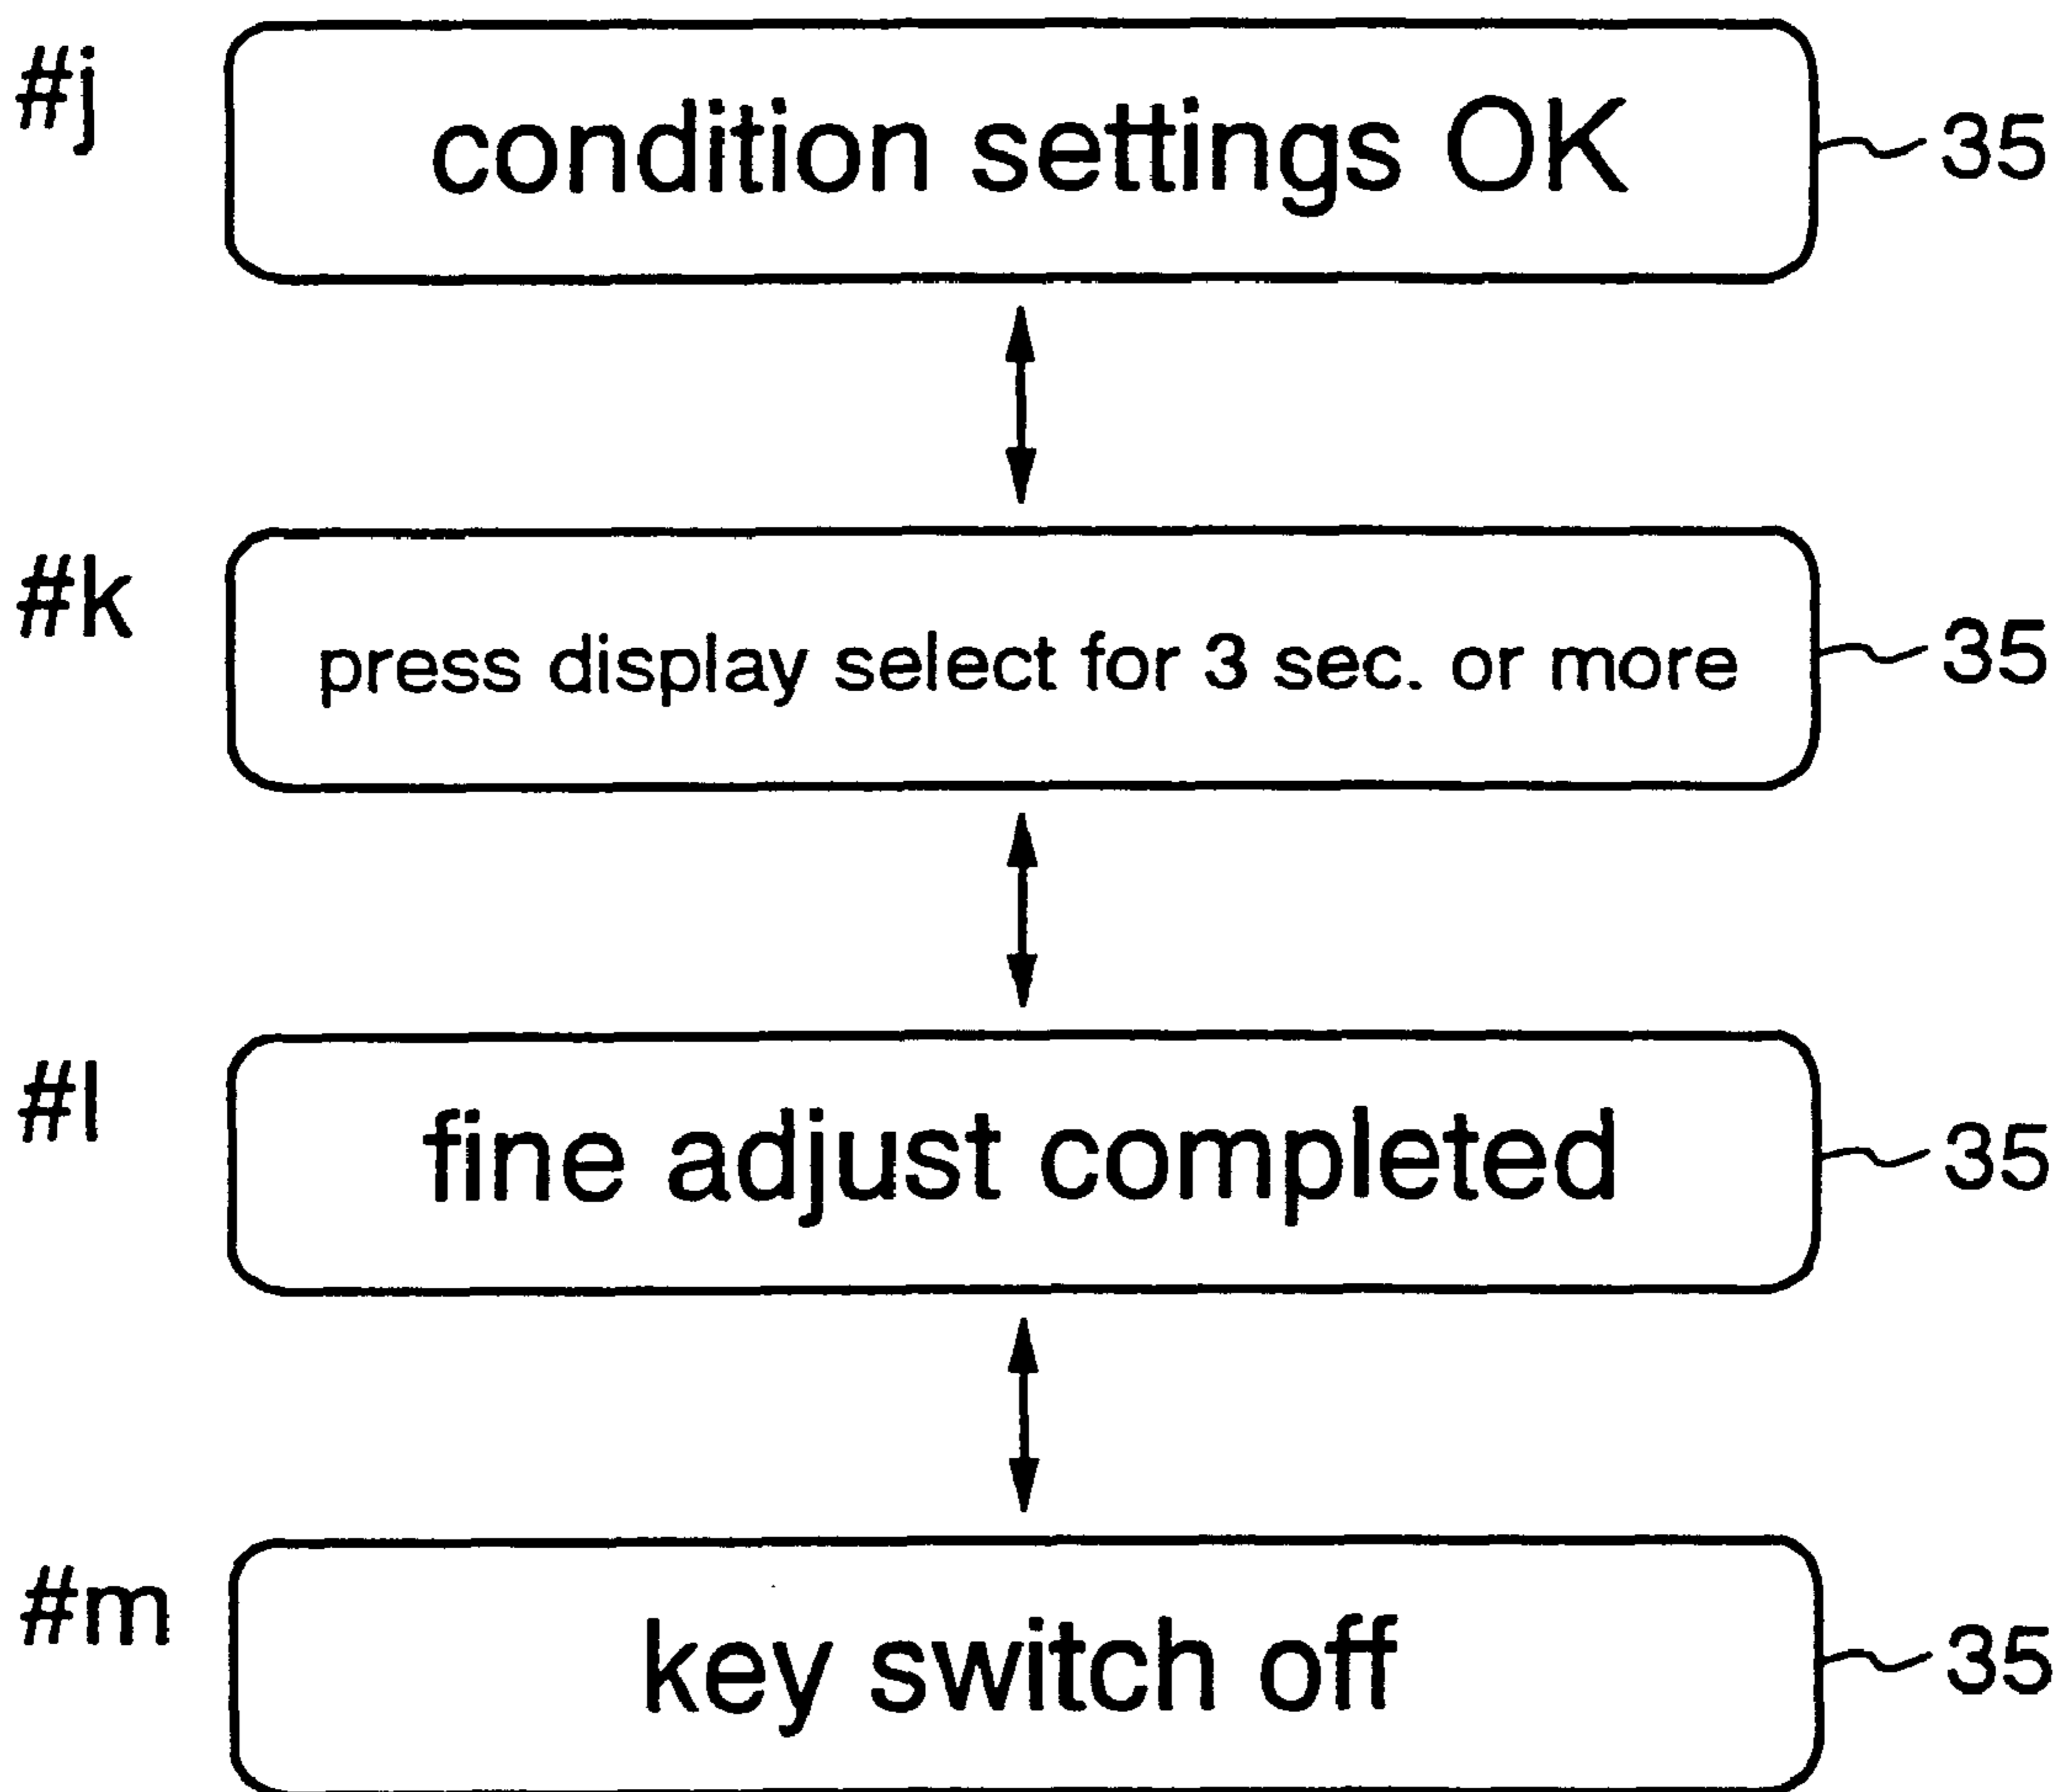 #j
condition settings OK
35
#k
press display select for 3 sec. or more
35
#l
fine adjust completed
35
#m
key switch off
35